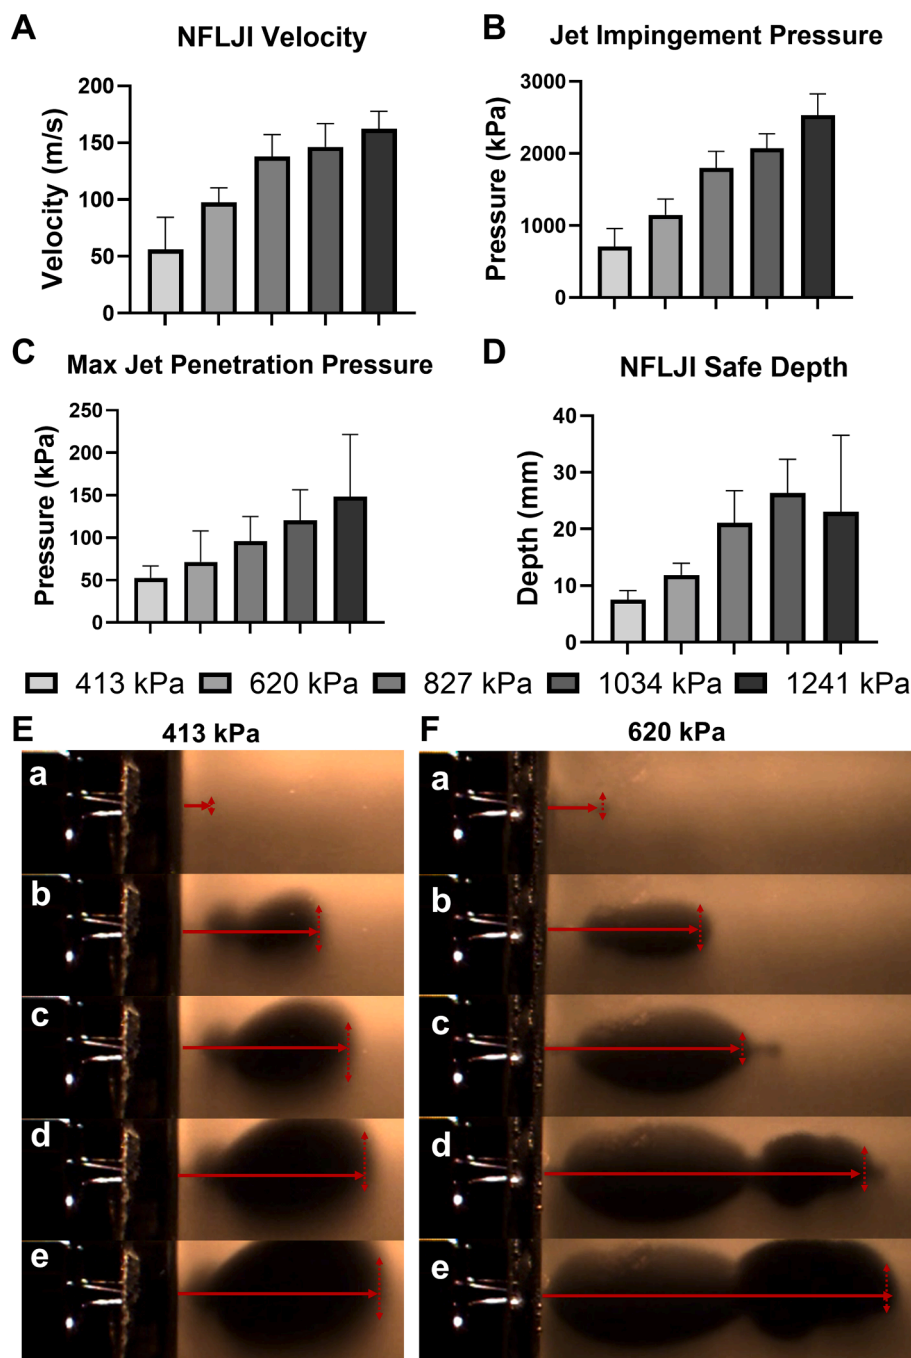 A
NFLJI Velocity
Velocity (m/s)
200
150
100
50
0
B
Jet Impingement Pressure
Pressure (kPa)
3000
2000
1000
0
C
Max Jet Penetration Pressure
Pressure (kPa)
250
200
150
100
50
0
D
NFLJI Safe Depth
Depth (mm)
40
30
20
10
0
413 kPa 620 kPa 827 kPa 1034 kPa 1241 kPa
E
413 kPa
a
b
c
d
e
F
620 kPa
a
b
c
d
e